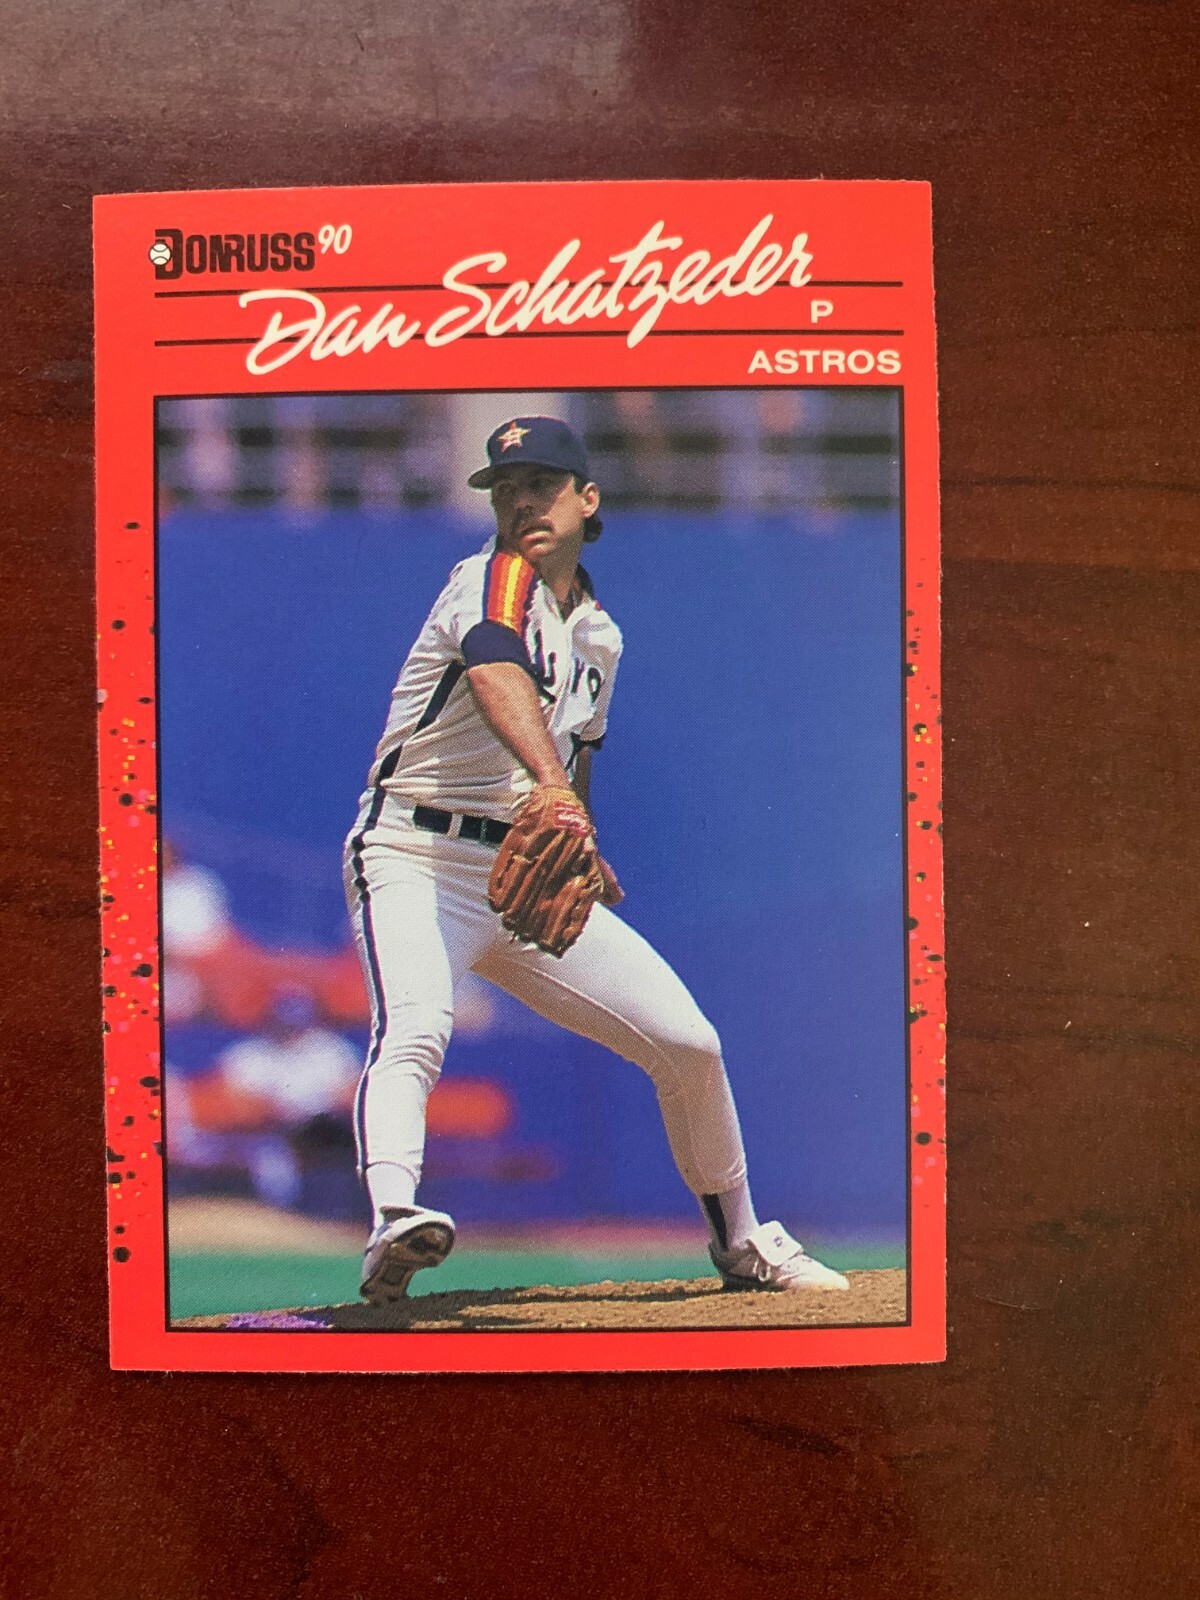 DONRUSS 90
Dan Schatzeder
P
ASTROS